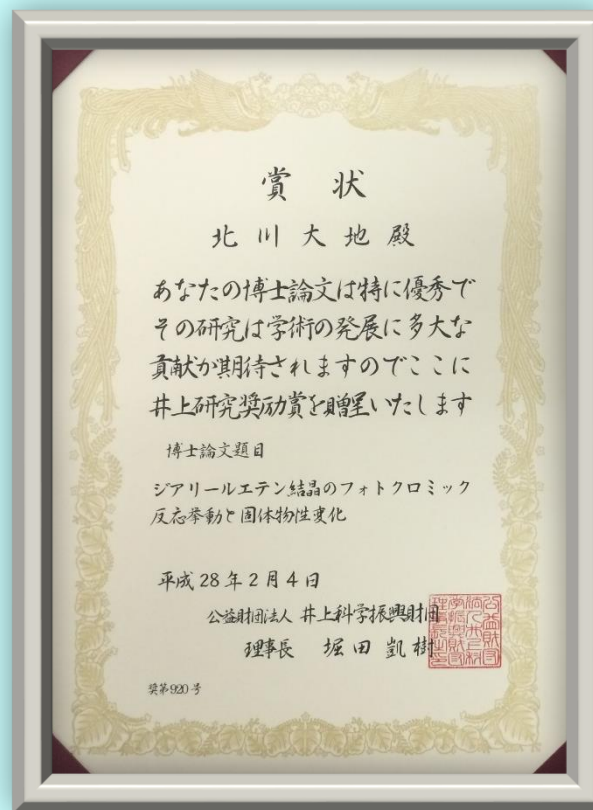 賞状
北川大地殿
あなたの博士論文は特に優秀で
その研究は学術の発展に多大な
貢献が期待されますのでここに
井上研究奨励賞を贈呈いたします
博士論文題目
ジアリールエテン結晶のフォトクロミック
反応挙動と固体物性変化
平成28年2月4日
公益財団法人 井上科学振興財団
理事長 堀田凱樹
奨第920号